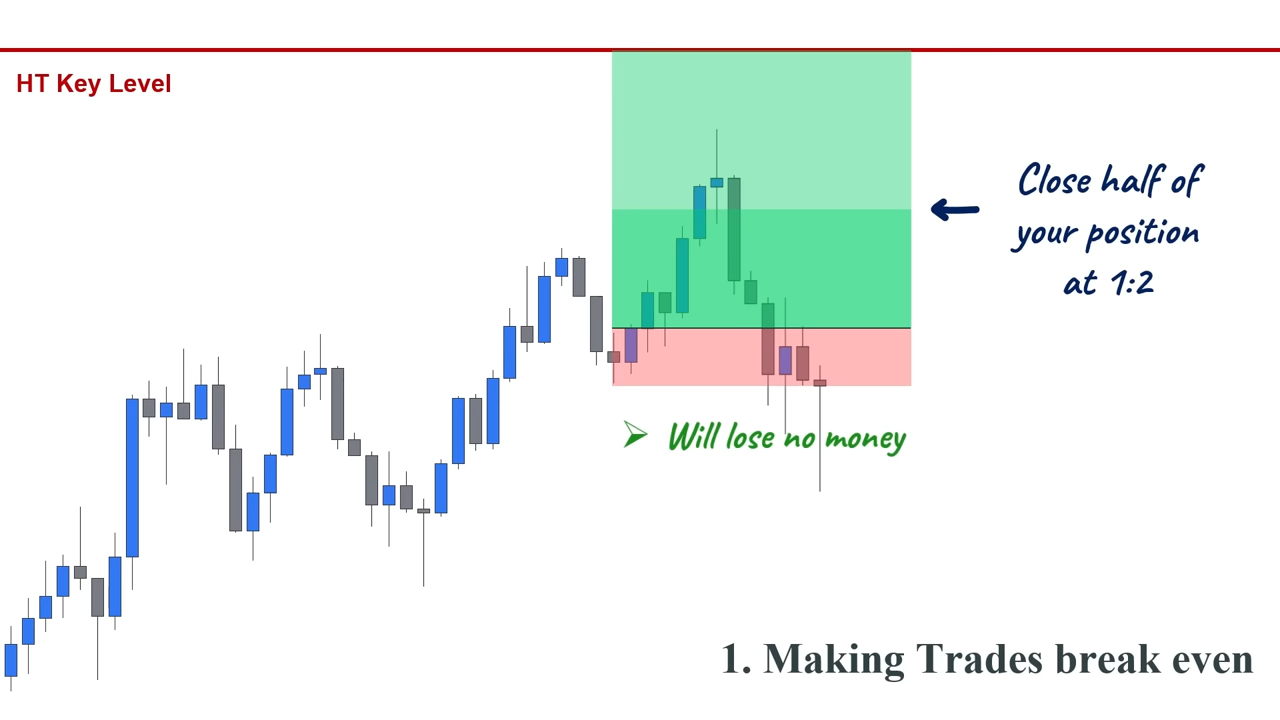 HT Key Level
Close half of
your position
at 1:2
Will lose no money
1. Making Trades break even